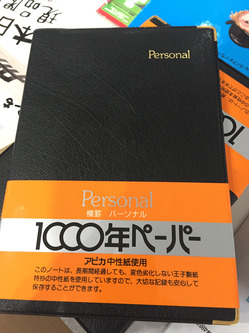 Personal
Personal
横罫 パーソナル
1000年ペーパー
アピカ中性紙使用
このノートは、長期間経過しても、変色劣化しない王子製紙
特抄の中性紙を使用していますので、大切な記録も安心して
保存することができます。